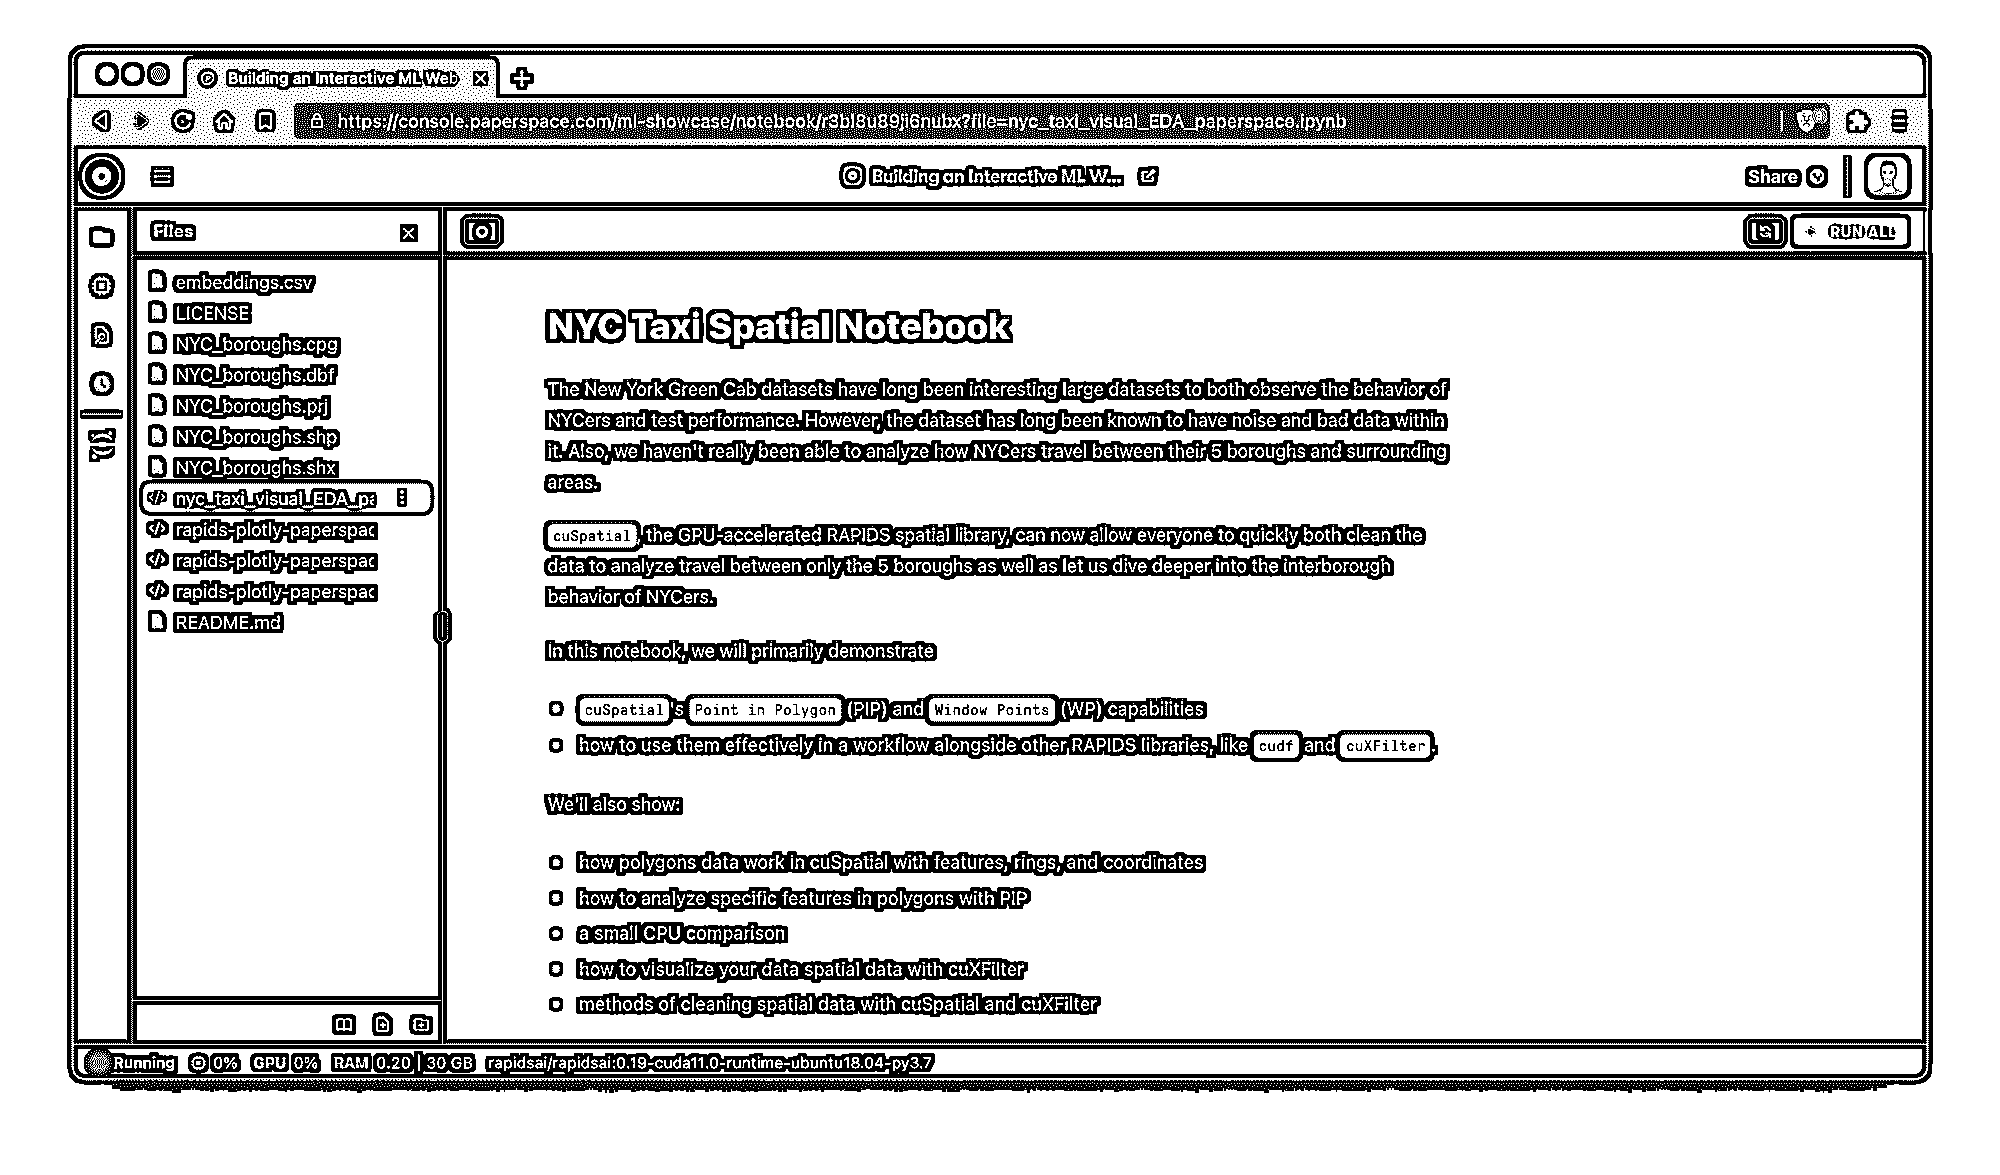 Building an Interactive ML Web
https://console.paperspace.com/ml-showcase/notebook/r3bl8u89ji6nubx?file=nyc_taxi_visual_EDA_paperspace.ipynb
Building an Interactive ML W...
Share
Files
RUN ALL
embeddings.csv
LICENSE
NYC_boroughs.cpg
NYC_boroughs.dbf
NYC_boroughs.prj
NYC_boroughs.shp
NYC_boroughs.shx
nyc_taxi_visual_EDA_pa
rapids-plotly-paperspac
rapids-plotly-paperspac
rapids-plotly-paperspac
README.md
NYC Taxi Spatial Notebook
The New York Green Cab datasets have long been interesting large datasets to both observe the behavior of
NYCers and test performance. However, the dataset has long been known to have noise and bad data within
it. Also, we haven't really been able to analyze how NYCers travel between their 5 boroughs and surrounding
areas.
cuSpatial, the GPU-accelerated RAPIDS spatial library, can now allow everyone to quickly both clean the
data to analyze travel between only the 5 boroughs as well as let us dive deeper into the interborough
behavior of NYCers.
In this notebook, we will primarily demonstrate
cuSpatial's Point in Polygon (PIP) and Window Points (WP) capabilities
how to use them effectively in a workflow alongside other RAPIDS libraries, like cudf and cuXFilter.
We'll also show:
how polygons data work in cuSpatial with features, rings, and coordinates
how to analyze specific features in polygons with PIP
a small CPU comparison
how to visualize your data spatial data with cuXFilter
methods of cleaning spatial data with cuSpatial and cuXFilter
Running 0% GPU 0% RAM 0.20 | 30 GB rapidsai/rapidsai:0.19-cuda11.0-runtime-ubuntu18.04-py3.7